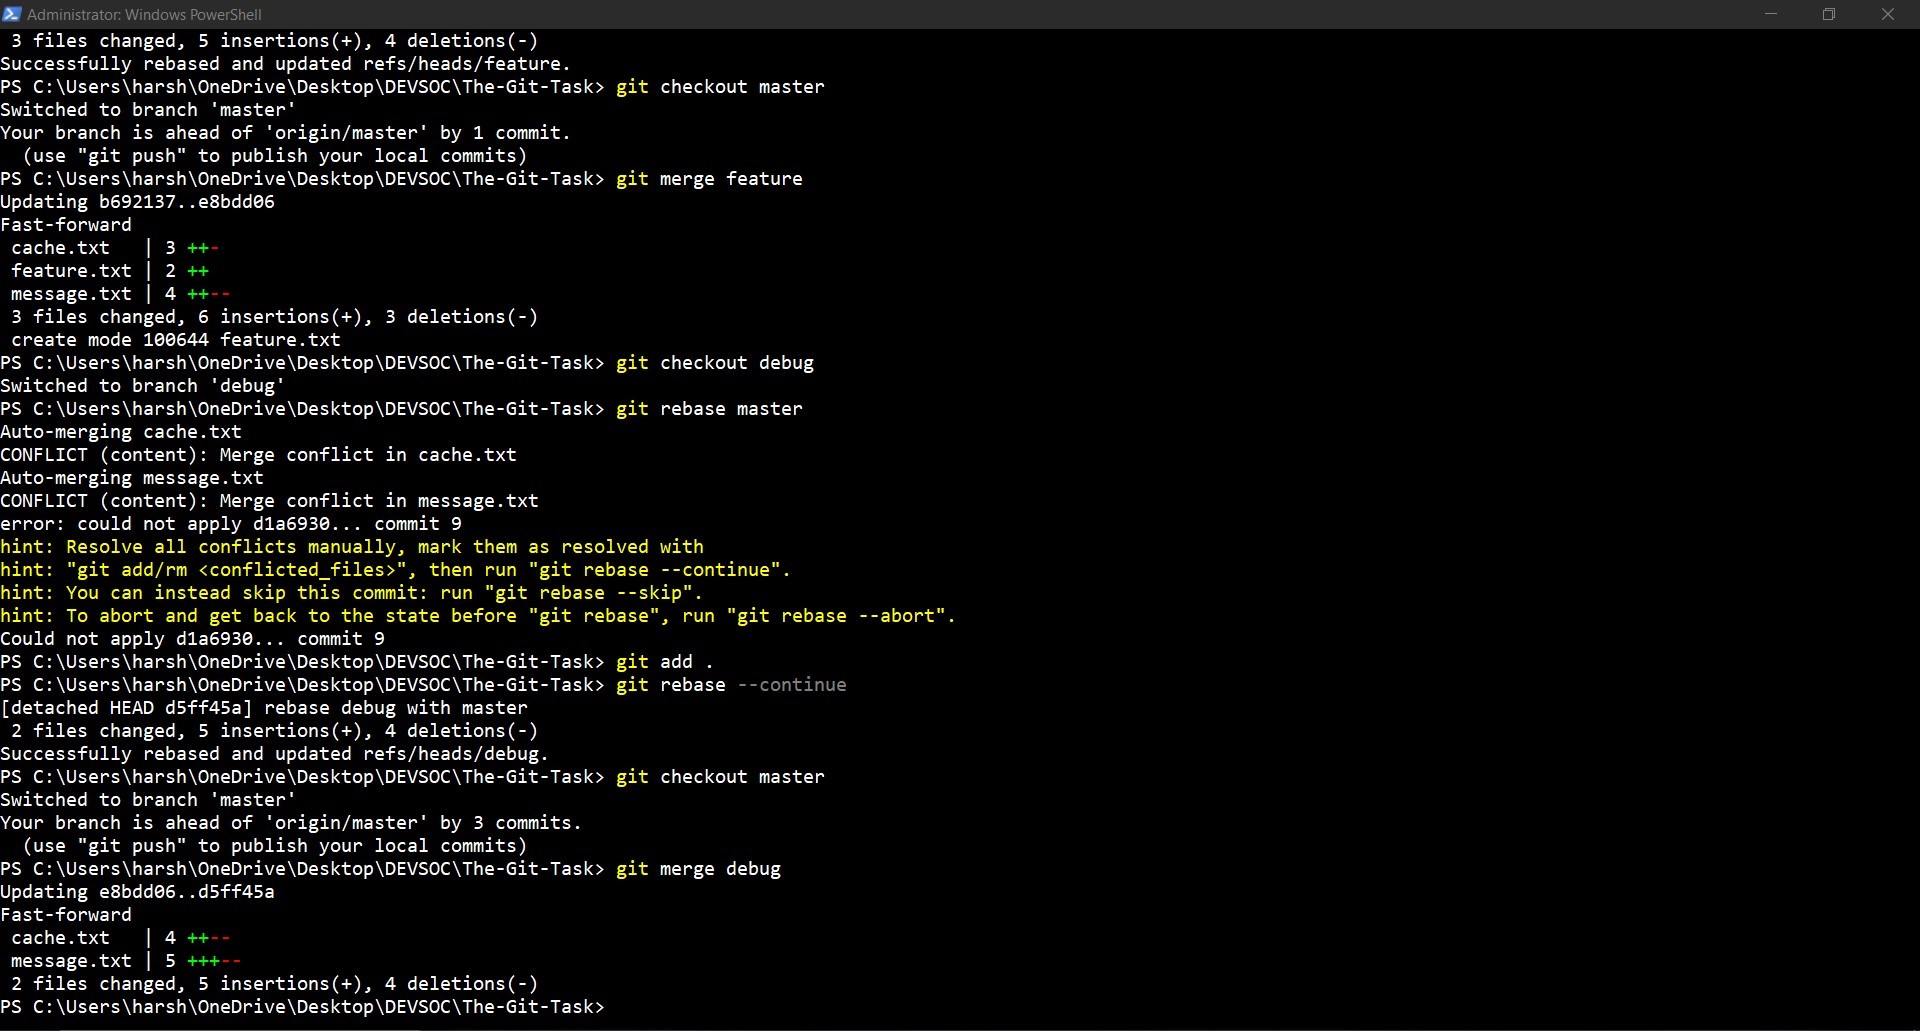 Administrator: Windows PowerShell
 3 files changed, 5 insertions(+), 4 deletions(-)
Successfully rebased and updated refs/heads/feature.
PS C:\Users\harsh\OneDrive\Desktop\DEVSOC\The-Git-Task> git checkout master
Switched to branch 'master'
Your branch is ahead of 'origin/master' by 1 commit.
  (use "git push" to publish your local commits)
PS C:\Users\harsh\OneDrive\Desktop\DEVSOC\The-Git-Task> git merge feature
Updating b692137..e8bdd06
Fast-forward
 cache.txt   | 3 ++-
 feature.txt | 2 ++
 message.txt | 4 ++--
 3 files changed, 6 insertions(+), 3 deletions(-)
 create mode 100644 feature.txt
PS C:\Users\harsh\OneDrive\Desktop\DEVSOC\The-Git-Task> git checkout debug
Switched to branch 'debug'
PS C:\Users\harsh\OneDrive\Desktop\DEVSOC\The-Git-Task> git rebase master
Auto-merging cache.txt
CONFLICT (content): Merge conflict in cache.txt
Auto-merging message.txt
CONFLICT (content): Merge conflict in message.txt
error: could not apply d1a6930... commit 9
hint: Resolve all conflicts manually, mark them as resolved with
hint: "git add/rm <conflicted_files>", then run "git rebase --continue".
hint: You can instead skip this commit: run "git rebase --skip".
hint: To abort and get back to the state before "git rebase", run "git rebase --abort".
Could not apply d1a6930... commit 9
PS C:\Users\harsh\OneDrive\Desktop\DEVSOC\The-Git-Task> git add .
PS C:\Users\harsh\OneDrive\Desktop\DEVSOC\The-Git-Task> git rebase --continue
[detached HEAD d5ff45a] rebase debug with master
 2 files changed, 5 insertions(+), 4 deletions(-)
Successfully rebased and updated refs/heads/debug.
PS C:\Users\harsh\OneDrive\Desktop\DEVSOC\The-Git-Task> git checkout master
Switched to branch 'master'
Your branch is ahead of 'origin/master' by 3 commits.
  (use "git push" to publish your local commits)
PS C:\Users\harsh\OneDrive\Desktop\DEVSOC\The-Git-Task> git merge debug
Updating e8bdd06..d5ff45a
Fast-forward
 cache.txt   | 4 ++--
 message.txt | 5 +++--
 2 files changed, 5 insertions(+), 4 deletions(-)
PS C:\Users\harsh\OneDrive\Desktop\DEVSOC\The-Git-Task>